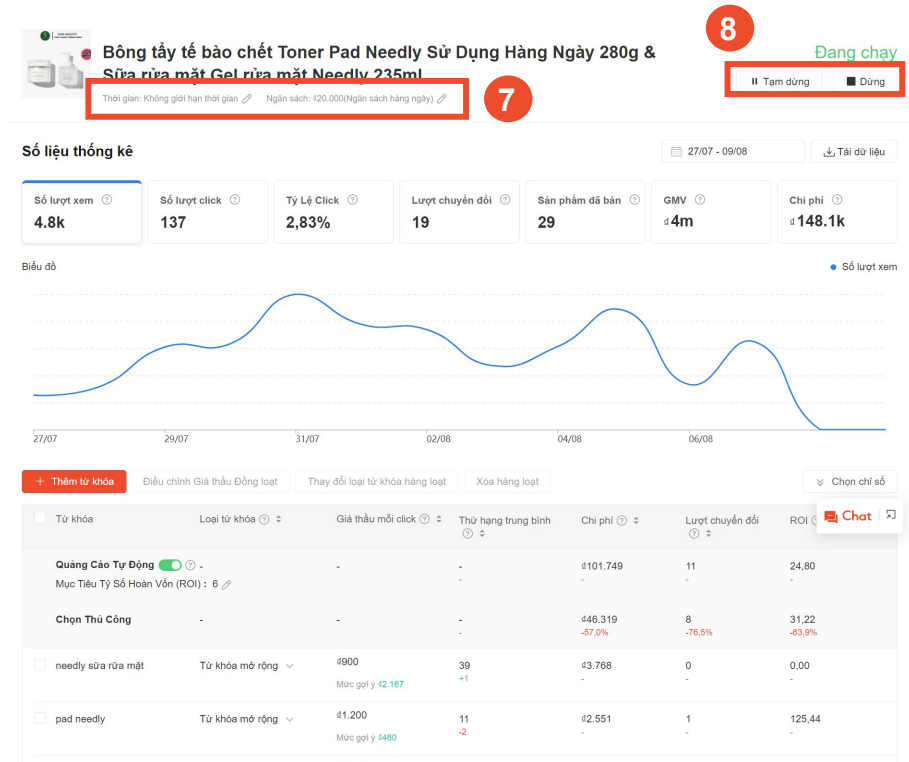 8
Bông tẩy tế bào chết Toner Pad Needly Sử Dụng Hàng Ngày 280g &
Sữa rửa mặt Gel rửa mặt Needly 235ml
Đang chạy
Tạm dừng
Dừng
Thời gian: Không giới hạn thời gian
Ngân sách: ₫20.000(Ngân sách hàng ngày)
7
Số liệu thống kê
27/07 - 09/08
Tải dữ liệu
Số lượt xem
4.8k
Số lượt click
137
Tỷ Lệ Click
2,83%
Lượt chuyển đổi
19
Sản phẩm đã bán
29
GMV
₫4m
Chi phí
₫148.1k
Biểu đồ
Số lượt xem
27/07 29/07 31/07 02/08 04/08 06/08
+ Thêm từ khóa
Điều chỉnh Giá thầu Đồng loạt
Thay đổi loại từ khóa hàng loạt
Xóa hàng loạt
Chọn chỉ số
Chat
Từ khóa
Loại từ khóa
Giá thầu mỗi click
Thứ hạng trung bình
Chi phí
Lượt chuyển đổi
ROI
Quảng Cáo Tự Động - - - ₫101.749 11 24,80
Mục Tiêu Tỷ Số Hoàn Vốn (ROI) : 6 - - - -
Chọn Thủ Công - - - ₫46.319 8 31,22
- -57,0% -76,5% -63,9%
needly sữa rửa mặt Từ khóa mở rộng ₫900 39 ₫3.768 0 0,00
Mức gợi ý ₫2.167 +1 - - -
pad needly Từ khóa mở rộng ₫1.200 11 ₫2.551 1 125,44
Mức gợi ý ₫480 -2 - - -